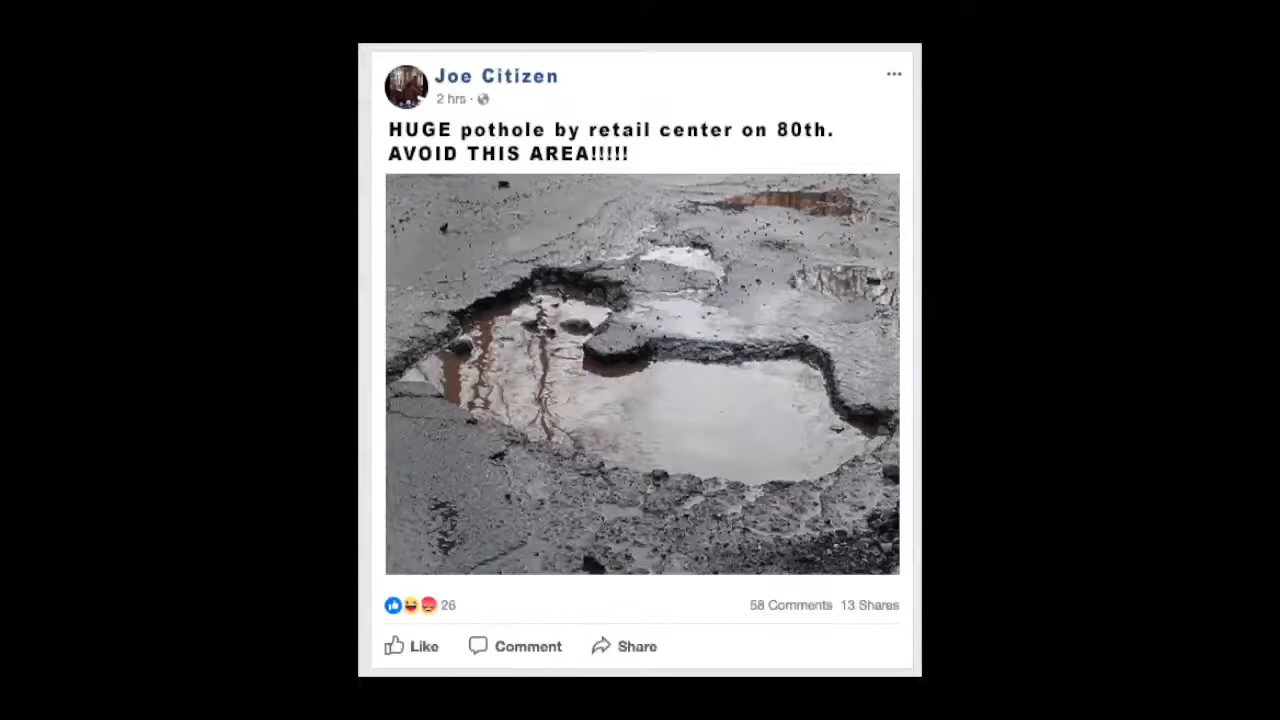 Joe Citizen
2 hrs ·
HUGE pothole by retail center on 80th.
AVOID THIS AREA!!!!!
26
58 Comments 13 Shares
Like Comment Share